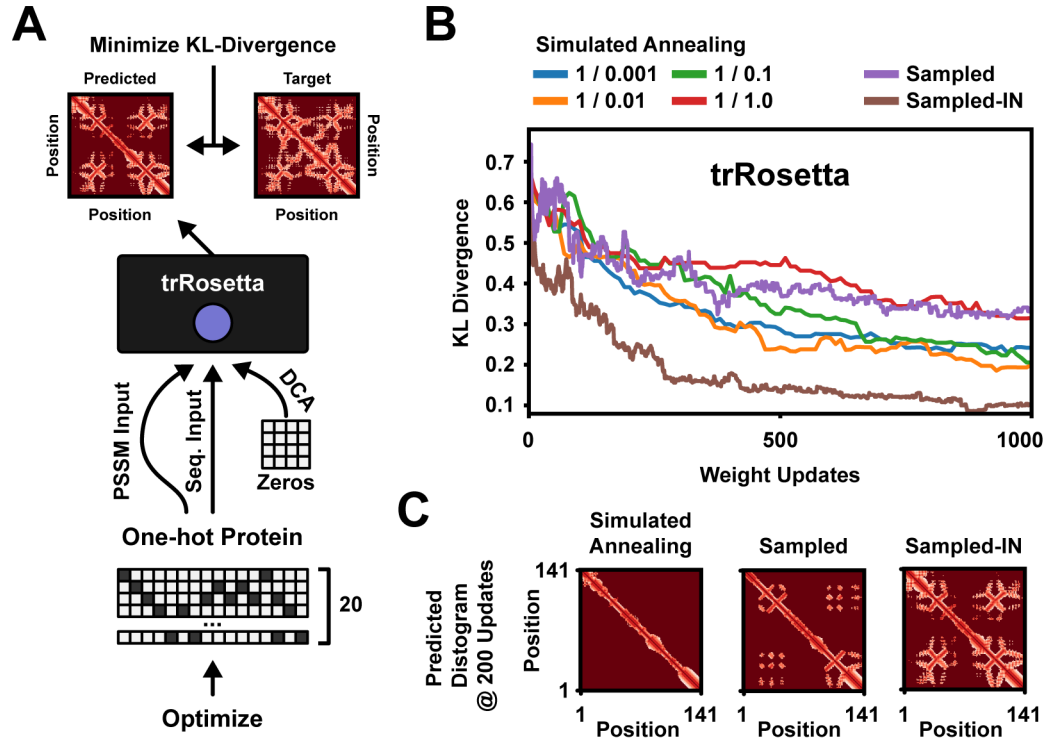 A
Minimize KL-Divergence
Predicted
Target
Position
Position
Position
Position
trRosetta
PSSM Input
Seq. Input
DCA
Zeros
One-hot Protein
20
...
Optimize
B
Simulated Annealing
1 / 0.001
1 / 0.1
Sampled
1 / 0.01
1 / 1.0
Sampled-IN
trRosetta
KL Divergence
0.7
0.6
0.5
0.4
0.3
0.2
0.1
0
500
1000
Weight Updates
C
Simulated
Annealing
Sampled
Sampled-IN
Predicted
Distogram
@ 200 Updates
Position
141
1
1
141
Position
1
141
Position
1
141
Position